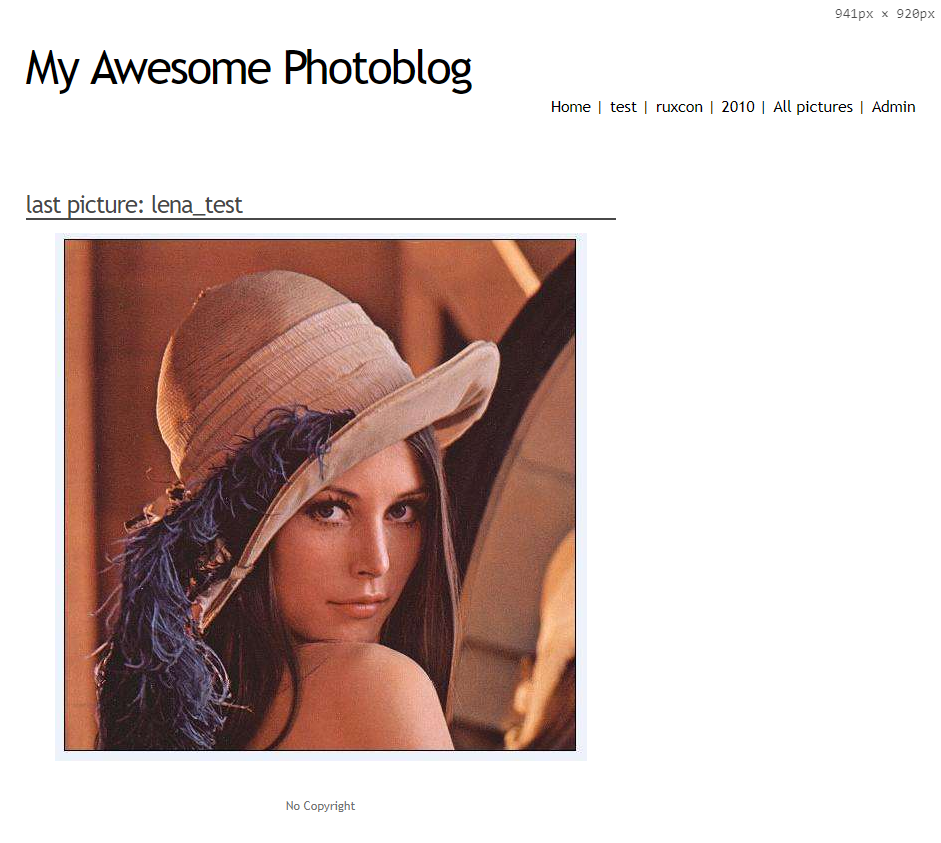 941px × 920px
My Awesome Photoblog
Home | test | ruxcon | 2010 | All pictures | Admin
last picture: lena_test
No Copyright